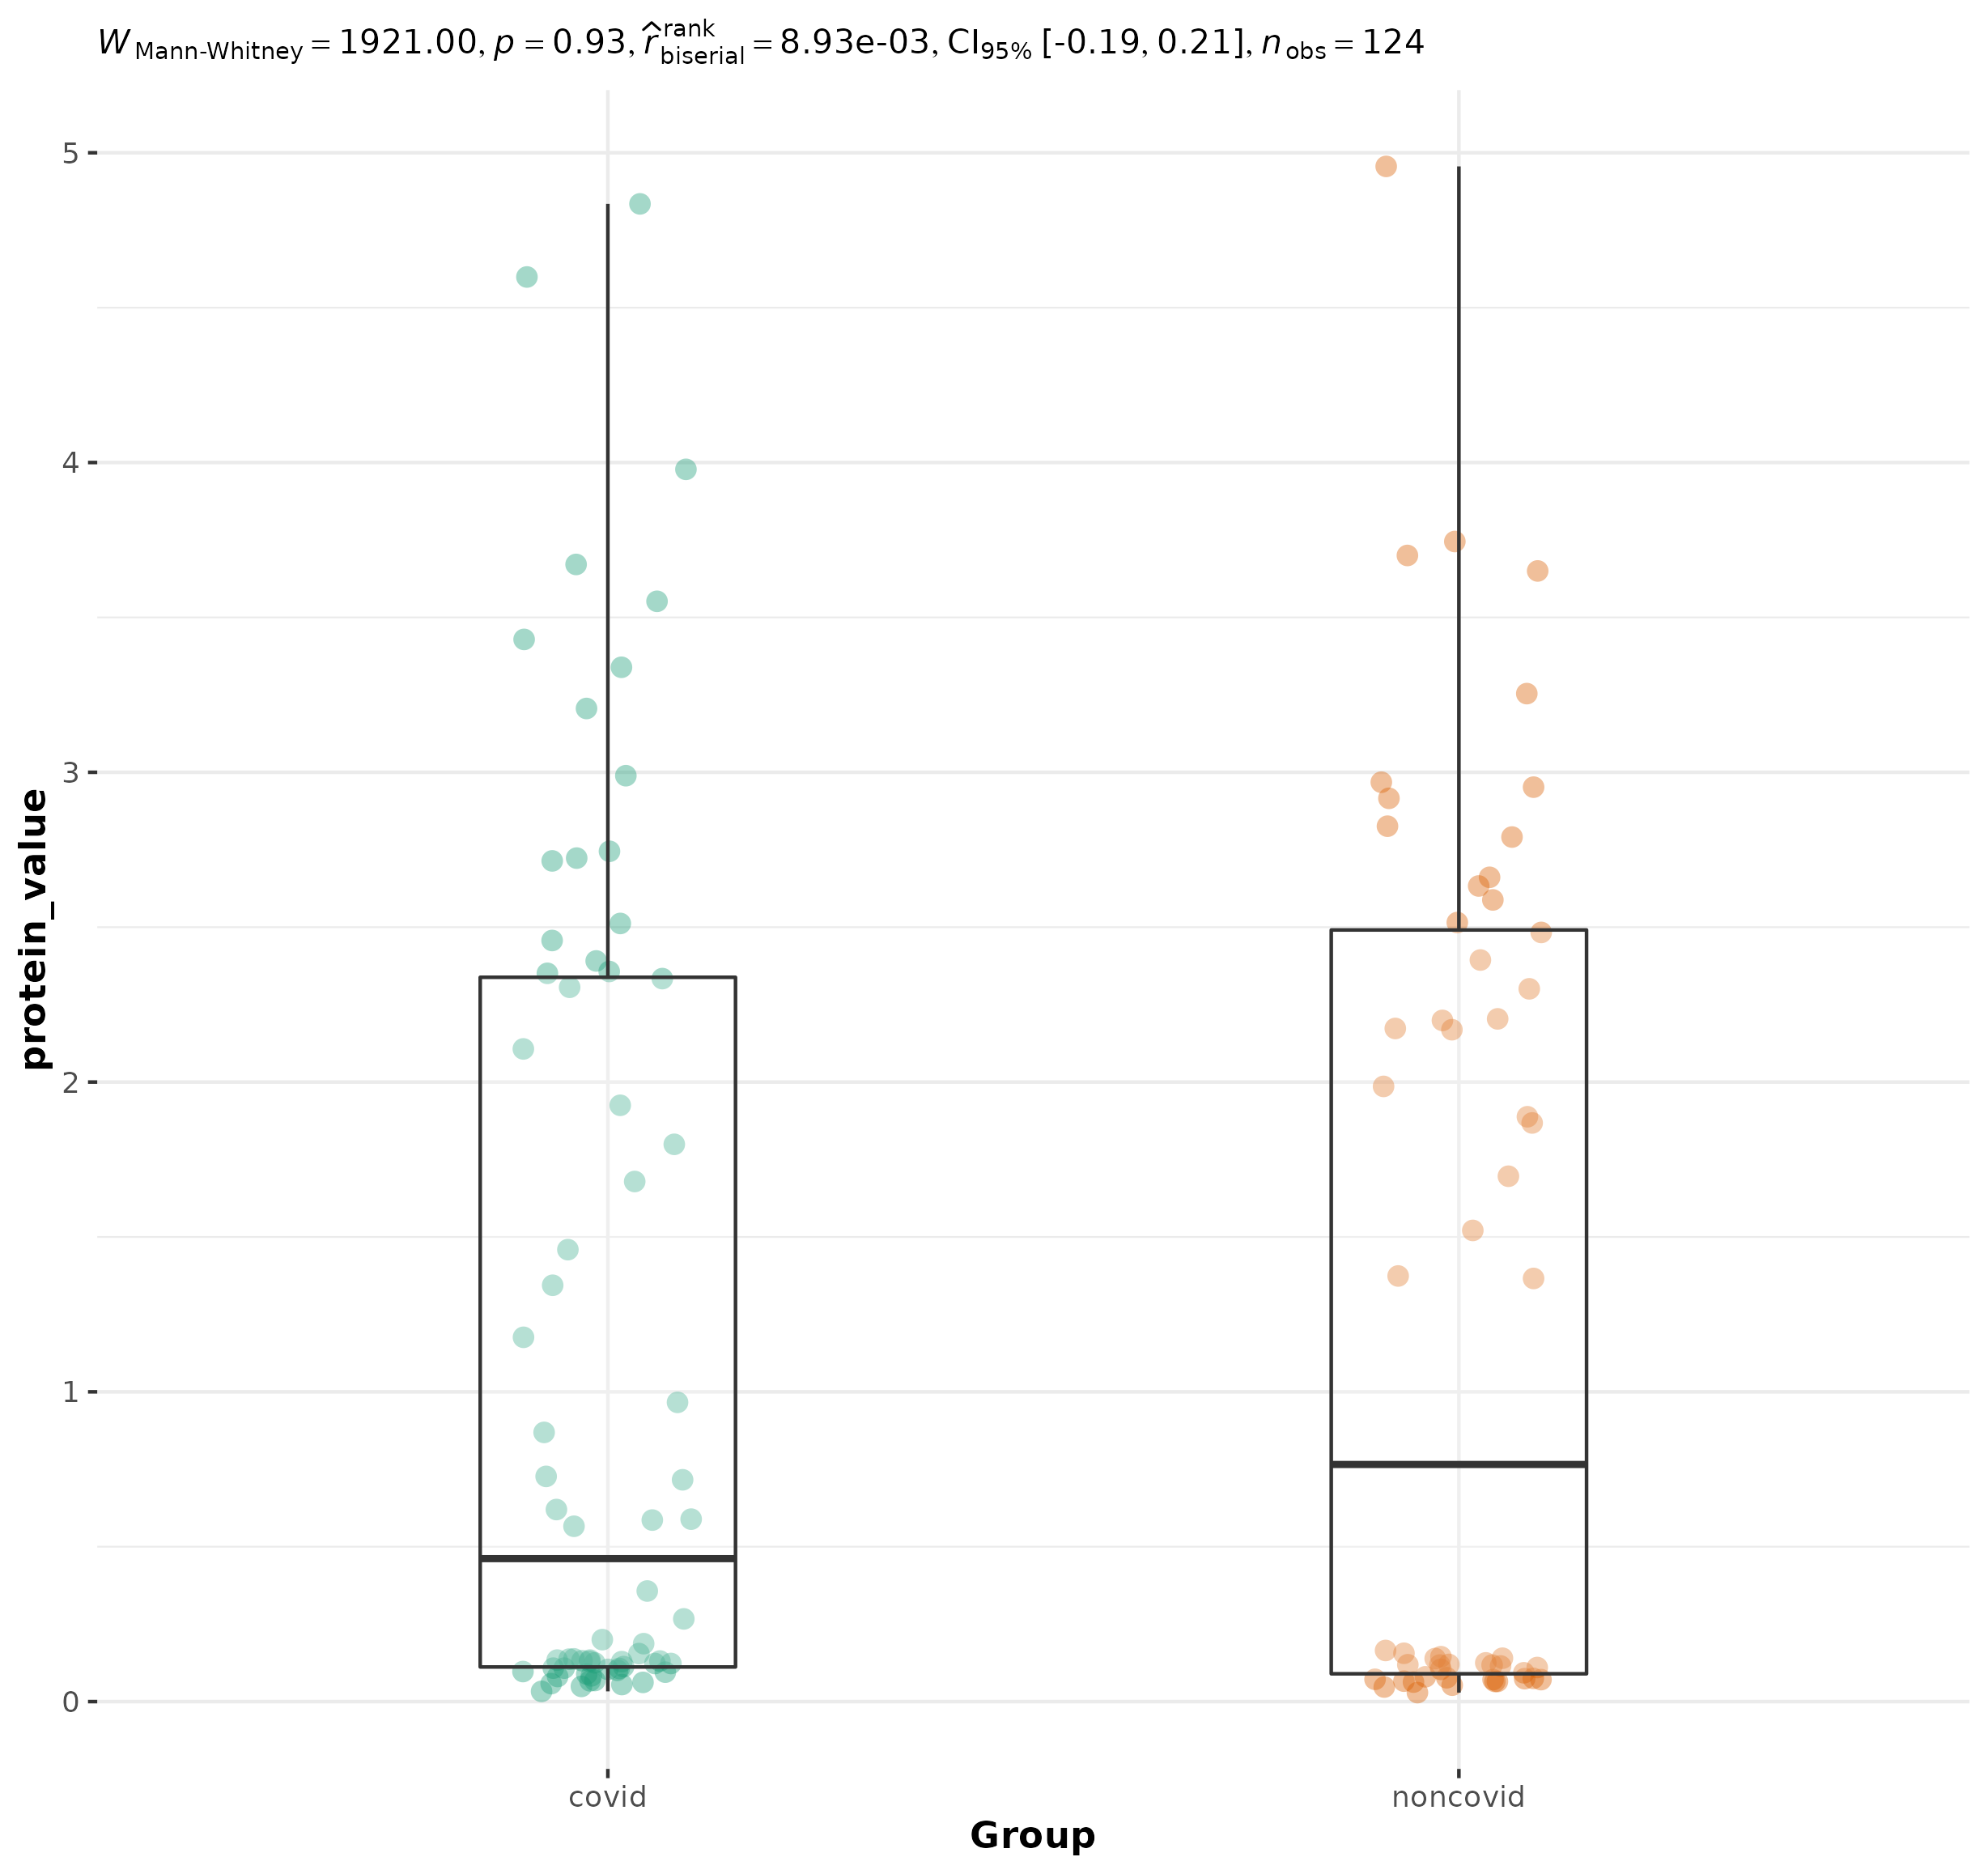 W Mann-Whitney = 1921.00, p = 0.93, r̂ rank biserial = 8.93e-03, CI95% [-0.19, 0.21], n obs = 124
5
4
3
2
1
0
protein_value
covid noncovid
Group